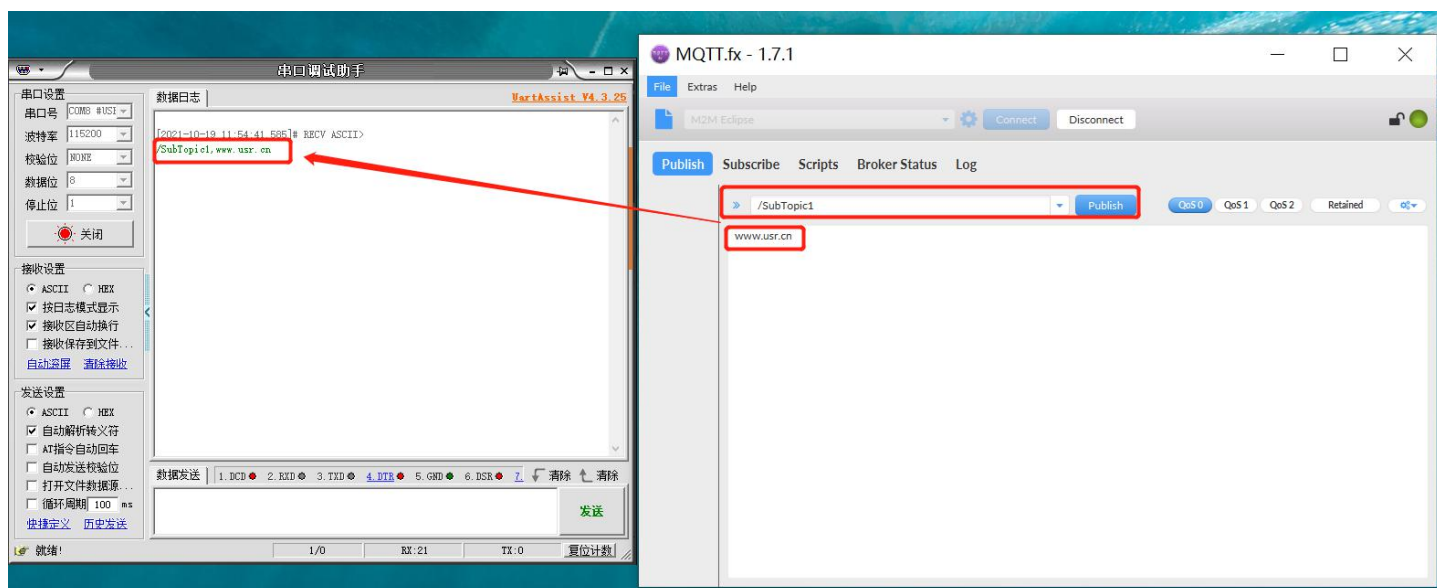 串口调试助手
串口设置
串口号 COM8 #USI
波特率 115200
校验位 NONE
数据位 8
停止位 1
关闭
接收设置
ASCII HEX
按日志模式显示
接收区自动换行
接收保存到文件...
自动滚屏 清除接收
发送设置
ASCII HEX
自动解析转义符
AT指令自动回车
自动发送校验位
打开文件数据源...
循环周期 100 ms
快捷定义 历史发送
就绪!
数据日志 UartAssist V4.3.25
[2021-10-19 11:54:41.585]# RECV ASCII>
/SubTopic1,www.usr.cn
数据发送 1.DCD 2.RXD 3.TXD 4.DTR 5.GND 6.DSR 7. 清除 清除
发送
1/0 RX:21 TX:0 复位计数
MQTT.fx - 1.7.1
File Extras Help
M2M Eclipse Connect Disconnect
Publish Subscribe Scripts Broker Status Log
» /SubTopic1 Publish QoS 0 QoS 1 QoS 2 Retained
www.usr.cn